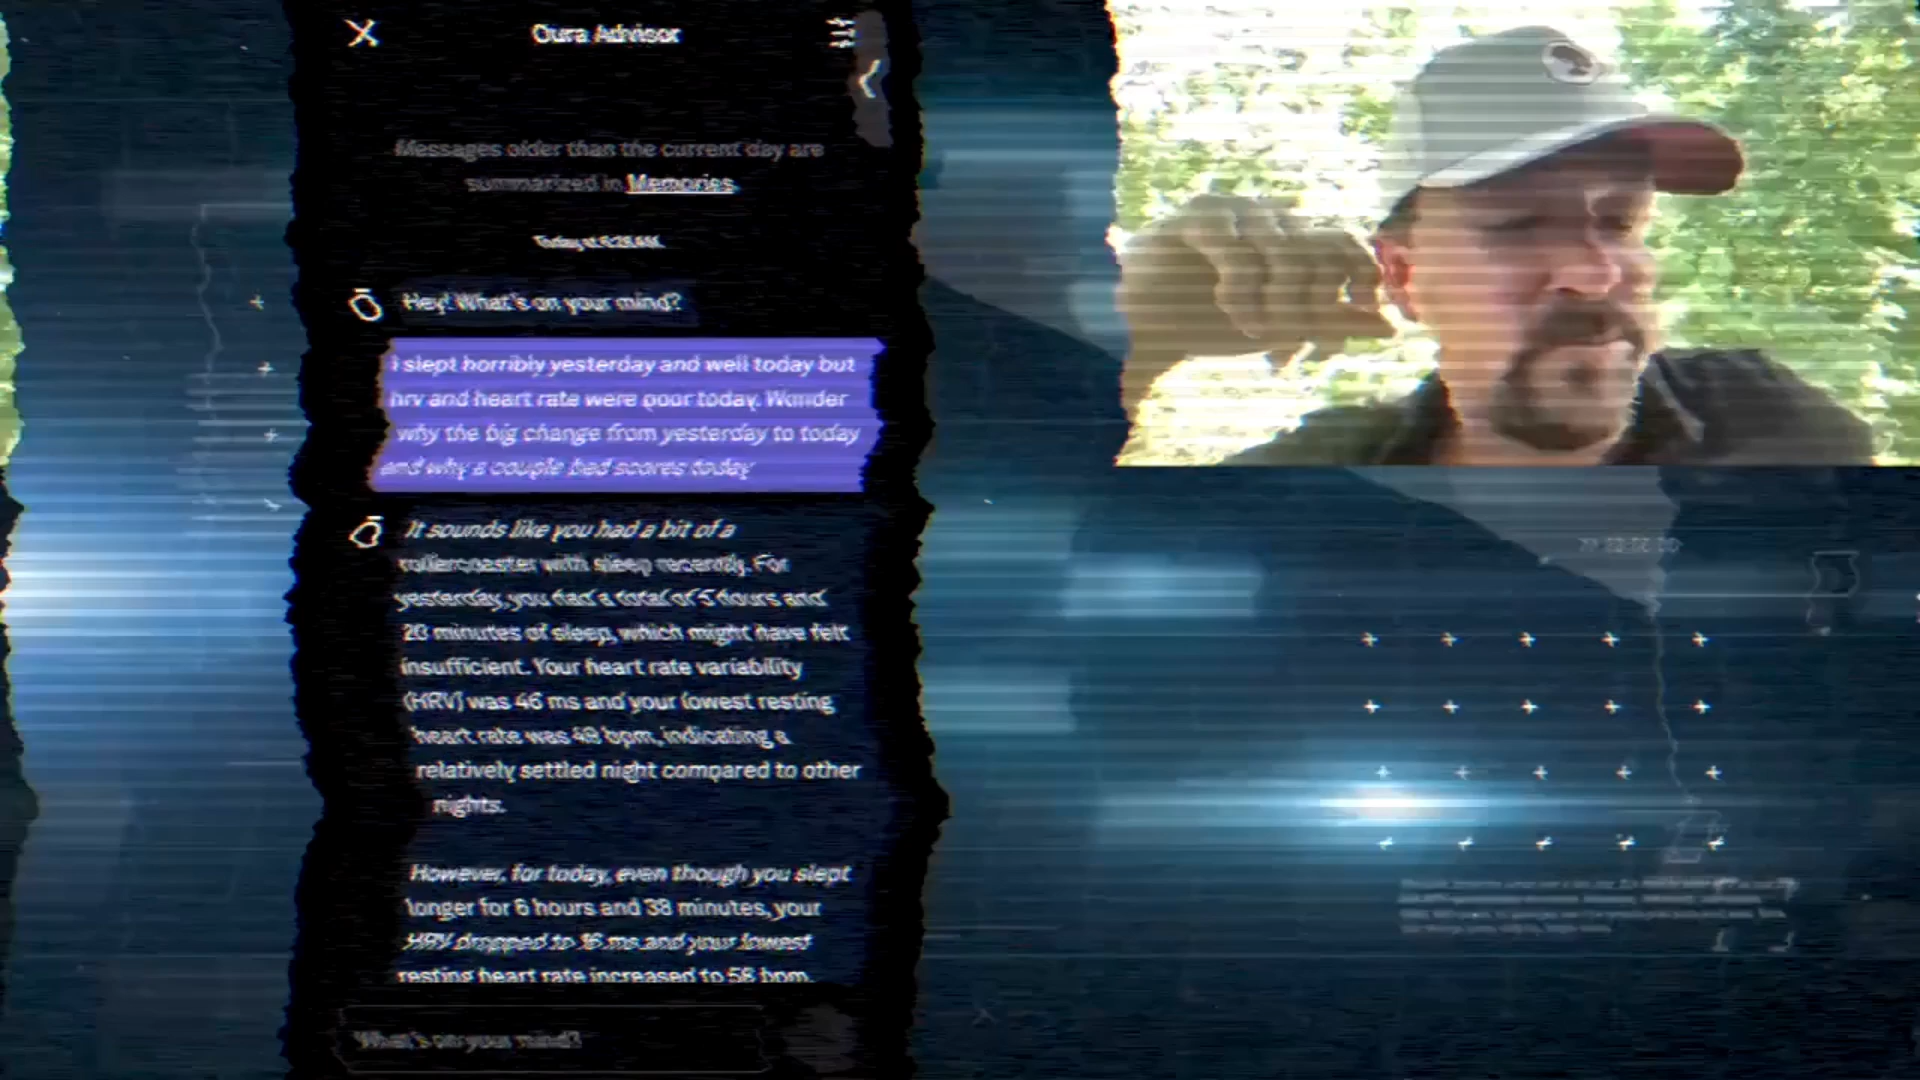 Oura Advisor
Messages older than the current day are
summarized in Memories.
Today at
Hey! What's on your mind?
I slept horribly yesterday and well today but
hrv and heart rate were poor today. Wonder
why the big change from yesterday to today
and why a couple bad scores today
It sounds like you had a bit of a
rollercoaster with sleep recently. For
yesterday, you had a total of 5 hours and
20 minutes of sleep, which might have felt
insufficient. Your heart rate variability
(HRV) was 46 ms and your lowest resting
heart rate was 49 bpm, indicating a
relatively settled night compared to other
nights.
However, for today, even though you slept
longer for 6 hours and 38 minutes, your
HRV dropped to 16 ms and your lowest
resting heart rate increased to 58 bpm.
What's on your mind?